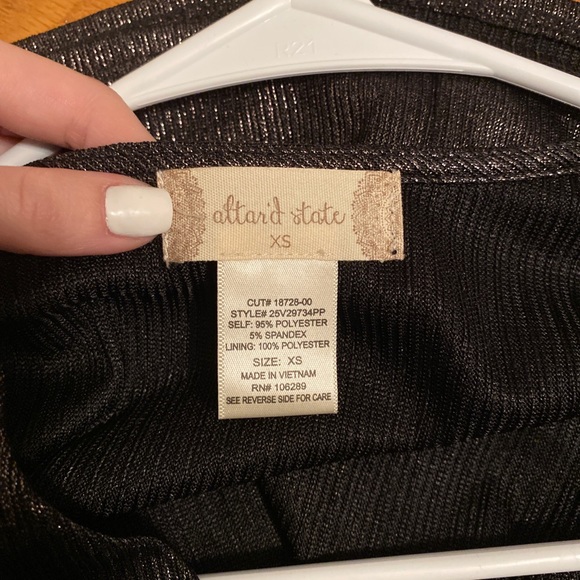 altar'd state
XS
CUT# 18728-00
STYLE# 25V29734PP
SELF: 95% POLYESTER
5% SPANDEX
LINING: 100% POLYESTER
SIZE: XS
MADE IN VIETNAM
RN# 106289
SEE REVERSE SIDE FOR CARE